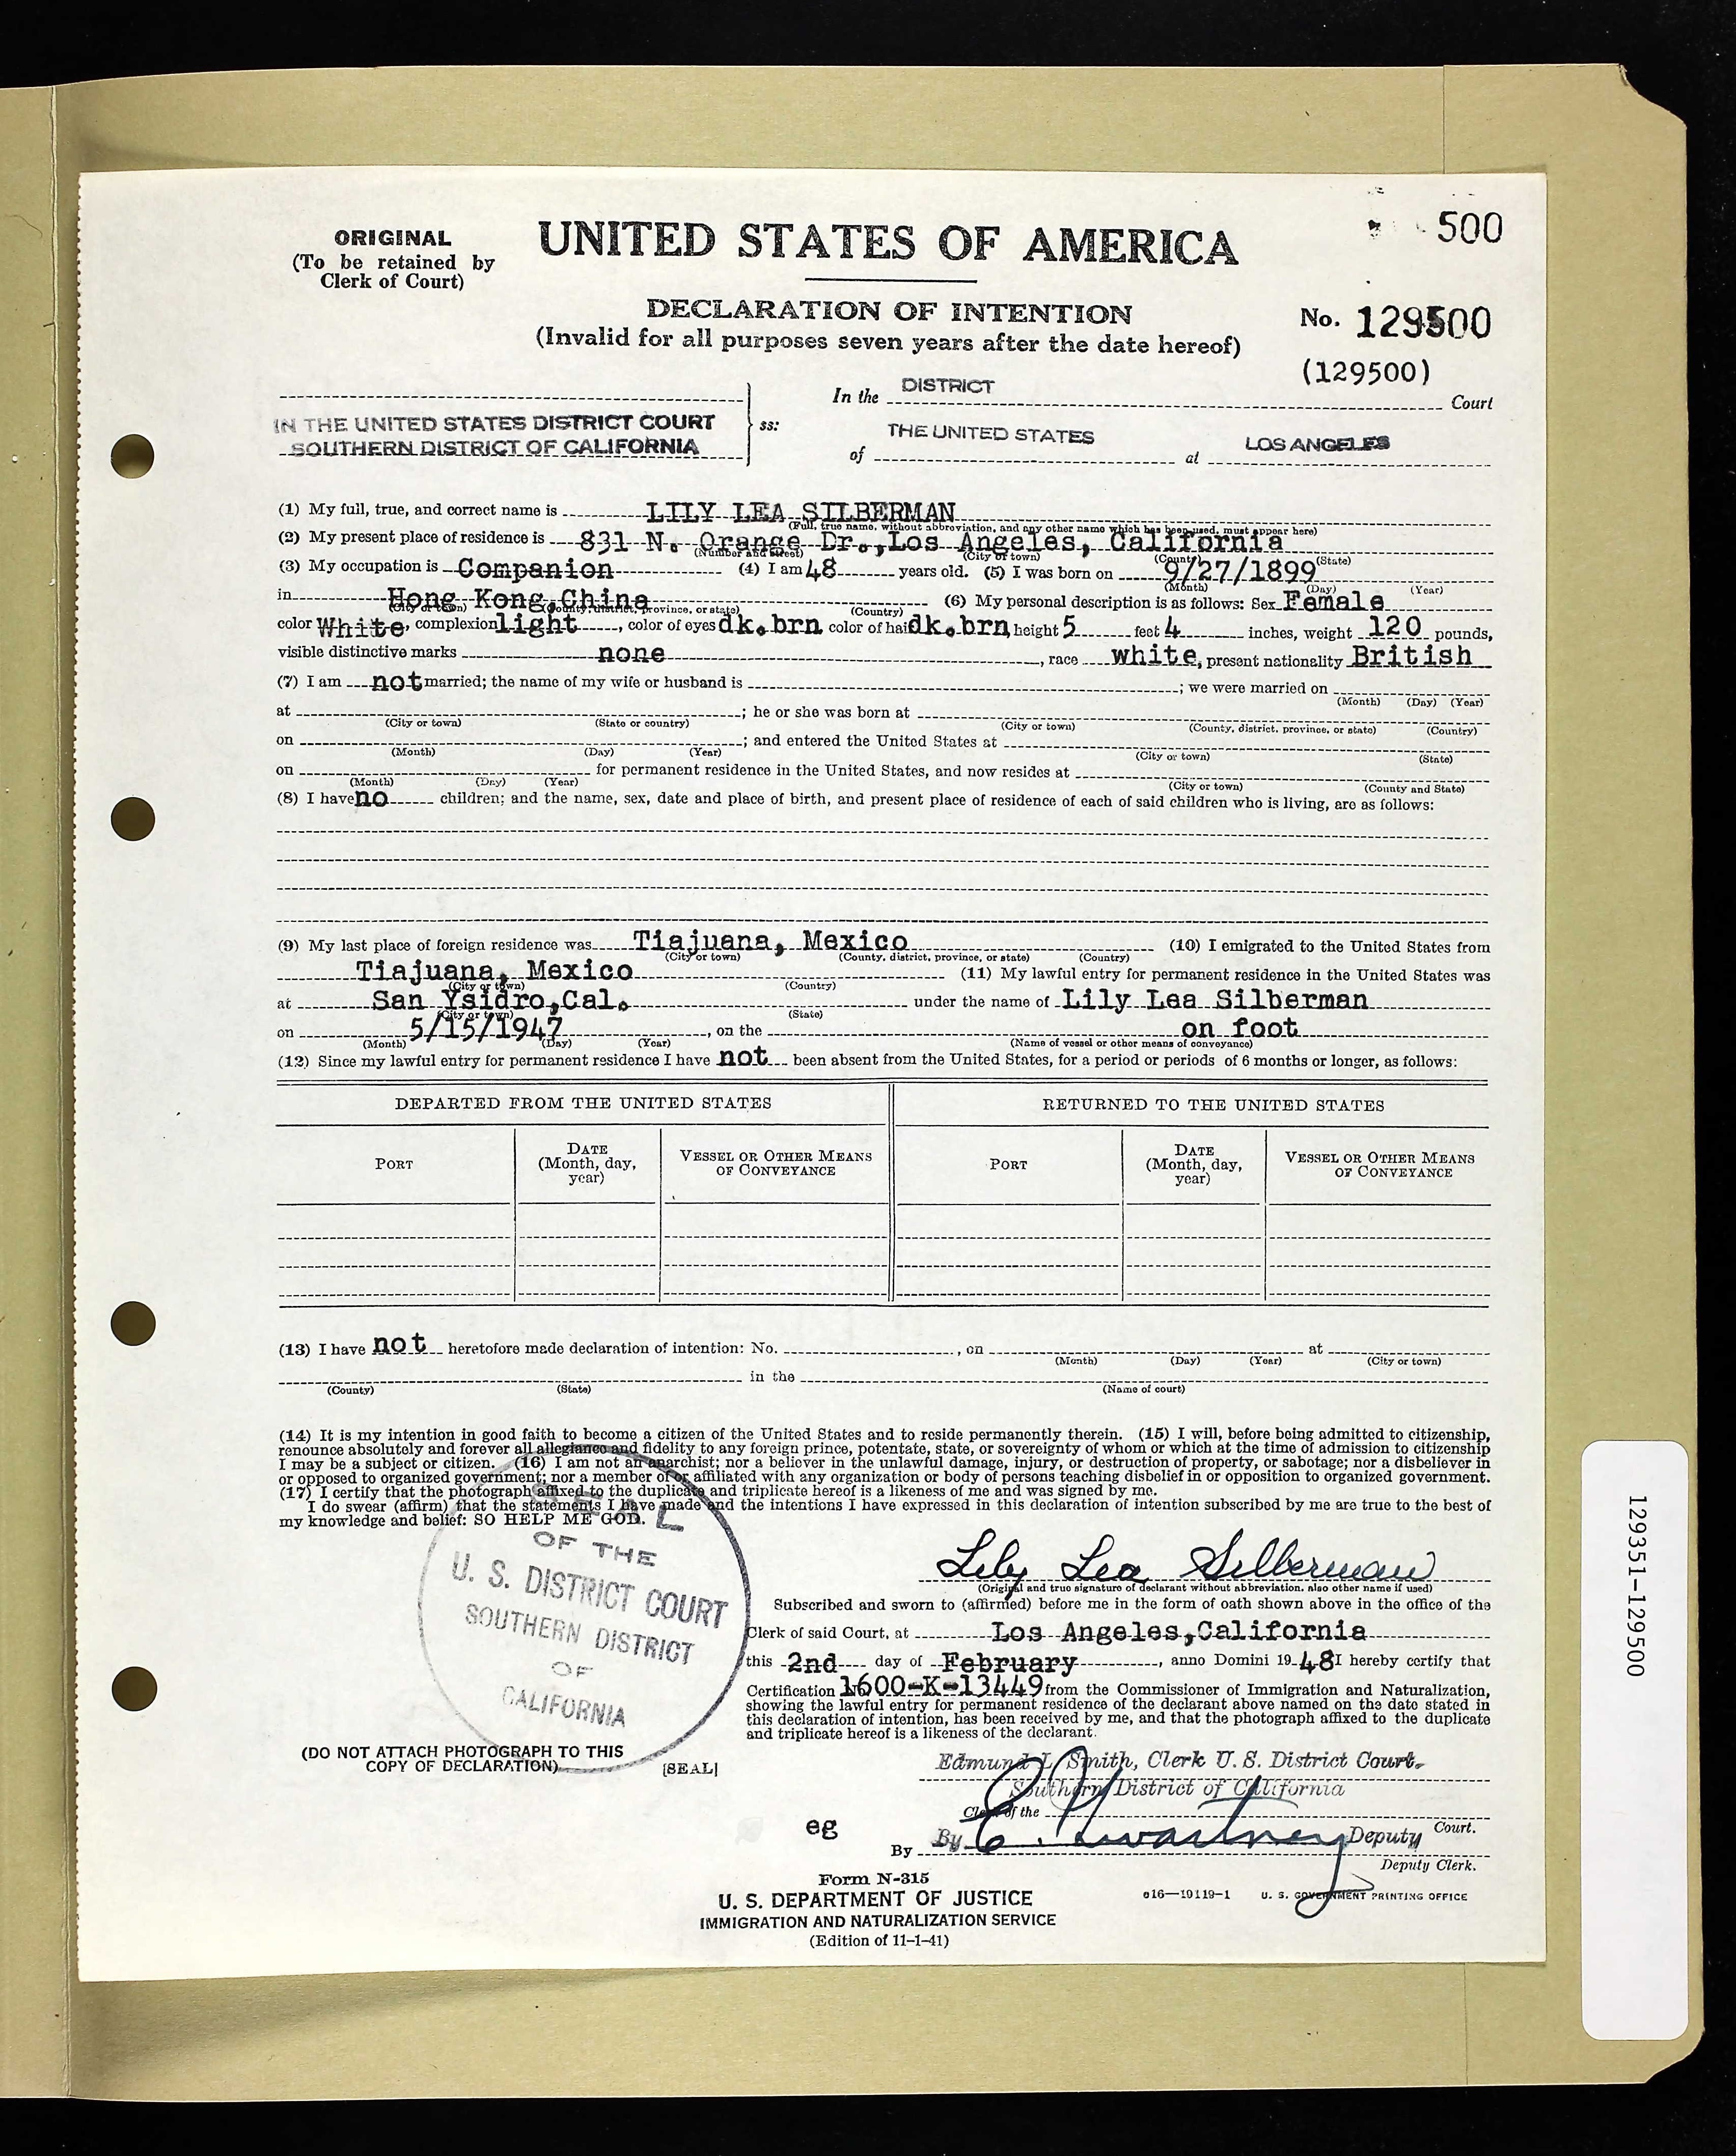 500
ORIGINAL
(To be retained by
Clerk of Court)
UNITED STATES OF AMERICA
DECLARATION OF INTENTION
(Invalid for all purposes seven years after the date hereof)
No. 129500
(129500)
IN THE UNITED STATES DISTRICT COURT
SOUTHERN DISTRICT OF CALIFORNIA
ss:
In the DISTRICT Court
of THE UNITED STATES at LOS ANGELES
(1) My full, true, and correct name is LILY LEA SILBERMAN
(Full, true name, without abbreviation, and any other name which has been used, must appear here)
(2) My present place of residence is 831 N. Orange Dr., Los Angeles, California
(Number and street) (City or town) (County) (State)
(3) My occupation is Companion (4) I am 48 years old. (5) I was born on 9/27/1899
(Month) (Day) (Year)
in Hong Kong, China (6) My personal description is as follows: Sex Female
(City or town) (County, district, province, or state) (Country)
color White, complexion light, color of eyes dk.brn color of hair dk.brn, height 5 feet 4 inches, weight 120 pounds,
visible distinctive marks none, race white, present nationality British
(7) I am not married; the name of my wife or husband is ; we were married on
(Month) (Day) (Year)
at ; he or she was born at
(City or town) (State or country) (City or town) (County, district, province, or state) (Country)
on ; and entered the United States at
(Month) (Day) (Year) (City or town) (State)
on for permanent residence in the United States, and now resides at
(Month) (Day) (Year) (City or town) (County and State)
(8) I have no children; and the name, sex, date and place of birth, and present place of residence of each of said children who is living, are as follows:
(9) My last place of foreign residence was Tiajuana, Mexico (10) I emigrated to the United States from
(City or town) (County, district, province, or state) (Country)
Tiajuana, Mexico (11) My lawful entry for permanent residence in the United States was
(City or town) (Country)
at San Ysidro, Cal. under the name of Lily Lea Silberman
(City or town) (State)
on 5/15/1947, on the on foot
(Month) (Day) (Year) (Name of vessel or other means of conveyance)
(12) Since my lawful entry for permanent residence I have not been absent from the United States, for a period or periods of 6 months or longer, as follows:
DEPARTED FROM THE UNITED STATES RETURNED TO THE UNITED STATES
PORT DATE (Month, day, year) VESSEL OR OTHER MEANS OF CONVEYANCE PORT DATE (Month, day, year) VESSEL OR OTHER MEANS OF CONVEYANCE
(13) I have not heretofore made declaration of intention: No. , on at
(Month) (Day) (Year) (City or town)
in the
(County) (State) (Name of court)
(14) It is my intention in good faith to become a citizen of the United States and to reside permanently therein. (15) I will, before being admitted to citizenship,
renounce absolutely and forever all allegiance and fidelity to any foreign prince, potentate, state, or sovereignty of whom or which at the time of admission to citizenship
I may be a subject or citizen. (16) I am not an anarchist; nor a believer in the unlawful damage, injury, or destruction of property, or sabotage; nor a disbeliever in
or opposed to organized government; nor a member of or affiliated with any organization or body of persons teaching disbelief in or opposition to organized government.
(17) I certify that the photograph affixed to the duplicate and triplicate hereof is a likeness of me and was signed by me.
I do swear (affirm) that the statements I have made and the intentions I have expressed in this declaration of intention subscribed by me are true to the best of
my knowledge and belief: SO HELP ME GOD.
SEAL
OF THE
U. S. DISTRICT COURT
SOUTHERN DISTRICT
OF
CALIFORNIA
Lily Lea Silberman
(Original and true signature of declarant without abbreviation, also other name if used)
Subscribed and sworn to (affirmed) before me in the form of oath shown above in the office of the
Clerk of said Court, at Los Angeles, California
this 2nd day of February, anno Domini 1948 I hereby certify that
Certification No. 1600-K-13449 from the Commissioner of Immigration and Naturalization,
showing the lawful entry for permanent residence of the declarant above named on the date stated in
this declaration of intention, has been received by me, and that the photograph affixed to the duplicate
and triplicate hereof is a likeness of the declarant.
(DO NOT ATTACH PHOTOGRAPH TO THIS
COPY OF DECLARATION)
[SEAL]
Edmund L. Smith, Clerk U. S. District Court.
Southern District of California
Clerk of the Court.
eg
By By Deputy
Deputy Clerk.
Form N-315
U. S. DEPARTMENT OF JUSTICE
IMMIGRATION AND NATURALIZATION SERVICE
(Edition of 11-1-41)
o16—19119-1 U. S. GOVERNMENT PRINTING OFFICE
129351-129500